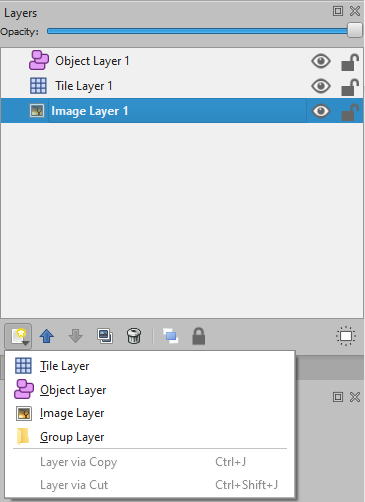 Layers
Opacity:
Object Layer 1
Tile Layer 1
Image Layer 1
Tile Layer
Object Layer
Image Layer
Group Layer
Layer via Copy Ctrl+J
Layer via Cut Ctrl+Shift+J